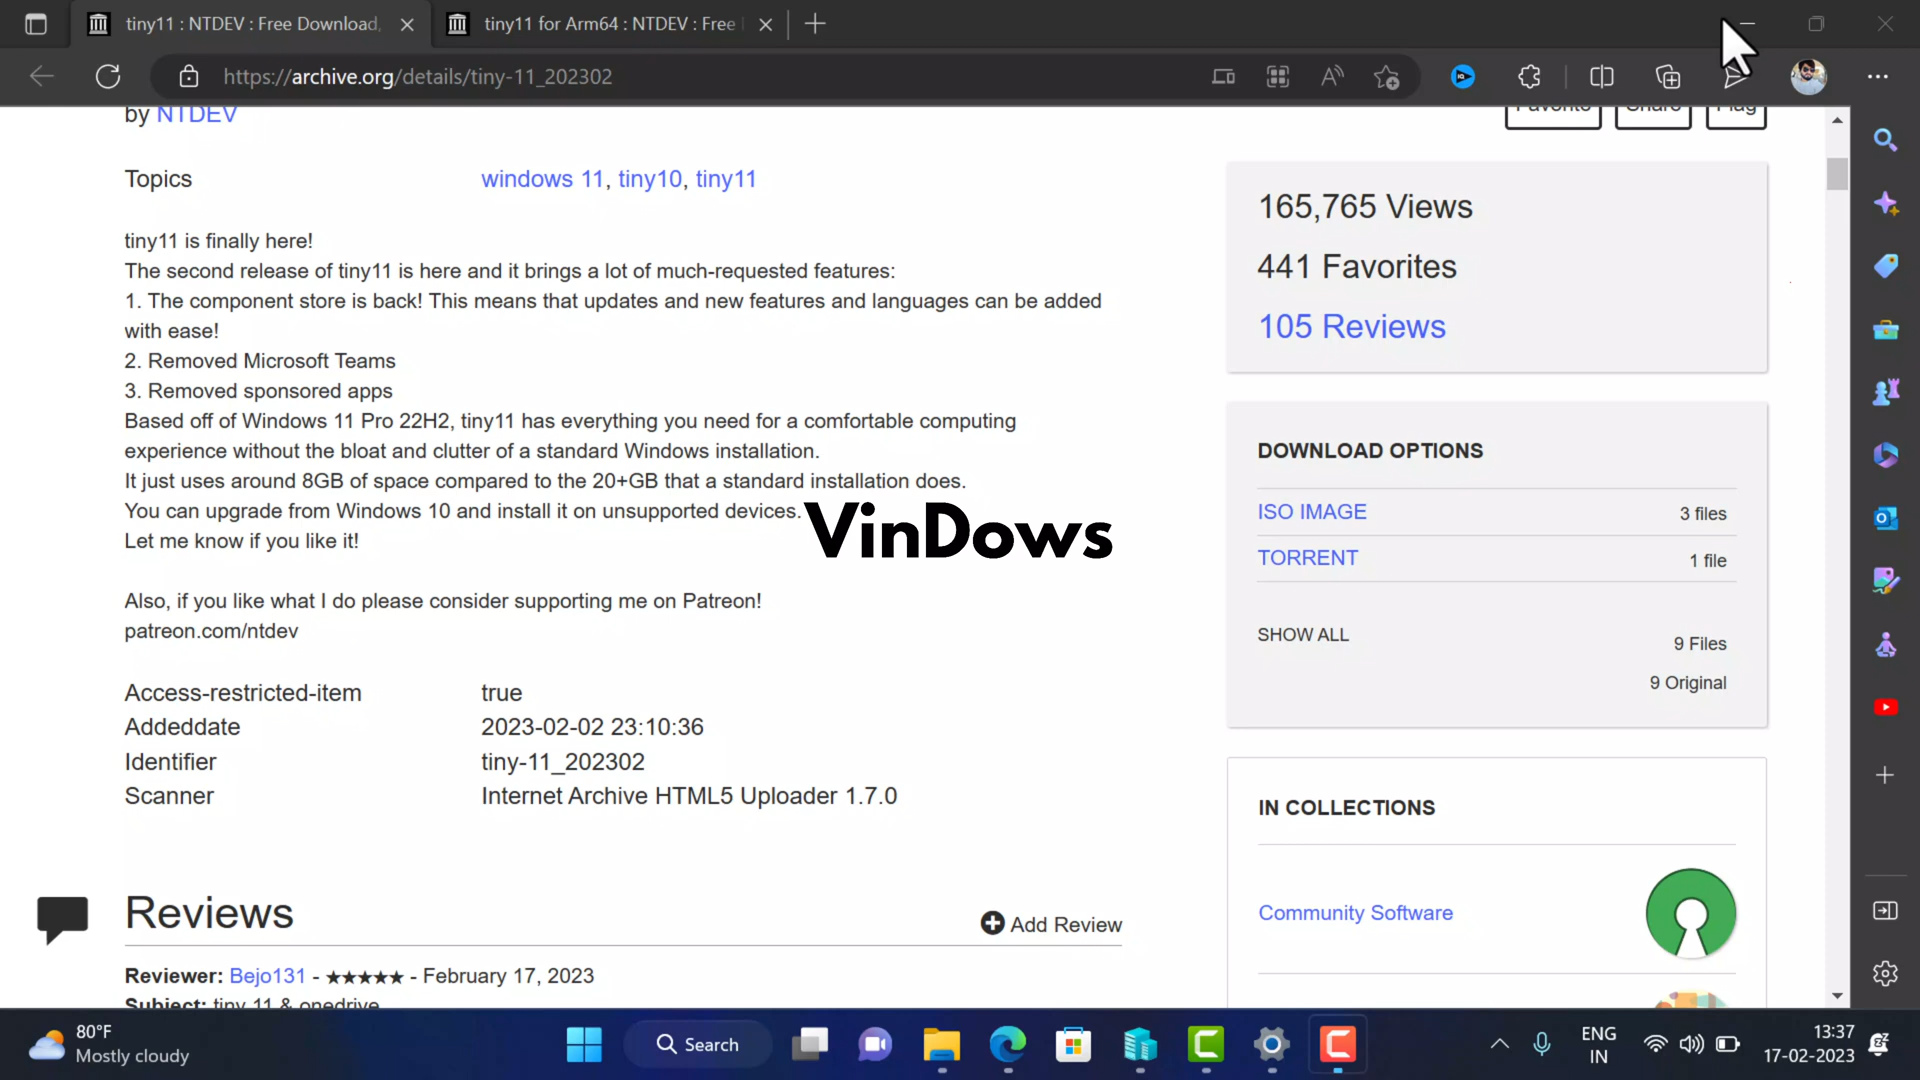 tiny11 : NTDEV : Free Download,
tiny11 for Arm64 : NTDEV : Free
https://archive.org/details/tiny-11_202302
by NTDEV
Favorite
Share
Flag
Topics
windows 11, tiny10, tiny11
tiny11 is finally here!
The second release of tiny11 is here and it brings a lot of much-requested features:
1. The component store is back! This means that updates and new features and languages can be added
with ease!
2. Removed Microsoft Teams
3. Removed sponsored apps
Based off of Windows 11 Pro 22H2, tiny11 has everything you need for a comfortable computing
experience without the bloat and clutter of a standard Windows installation.
It just uses around 8GB of space compared to the 20+GB that a standard installation does.
You can upgrade from Windows 10 and install it on unsupported devices.
Let me know if you like it!
Also, if you like what I do please consider supporting me on Patreon!
patreon.com/ntdev
VinDows
Access-restricted-item true
Addeddate 2023-02-02 23:10:36
Identifier tiny-11_202302
Scanner Internet Archive HTML5 Uploader 1.7.0
Reviews
Add Review
Reviewer: Bejo131 - ★★★★★ - February 17, 2023
Subject: tiny 11 & onedrive
165,765 Views
441 Favorites
105 Reviews
DOWNLOAD OPTIONS
ISO IMAGE 3 files
TORRENT 1 file
SHOW ALL 9 Files
9 Original
IN COLLECTIONS
Community Software
80°F
Mostly cloudy
Search
ENG
IN
13:37
17-02-2023